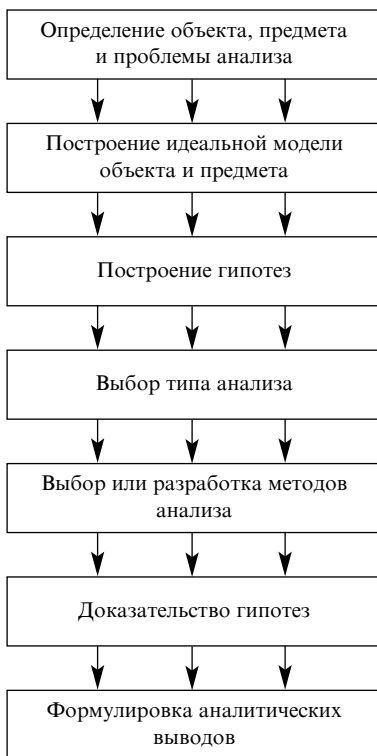 Определение объекта, предмета
и проблемы анализа
Построение идеальной модели
объекта и предмета
Построение гипотез
Выбор типа анализа
Выбор или разработка методов
анализа
Доказательство гипотез
Формулировка аналитических
выводов